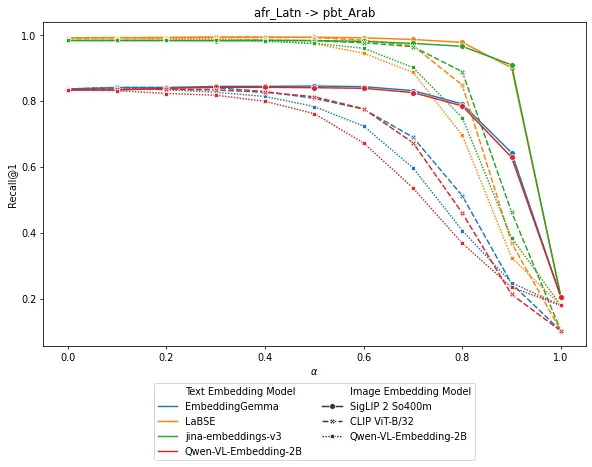 afr_Latn -> pbt_Arab
1.0
0.8
0.6
0.4
0.2
Recall@1
0.0 0.2 0.4 0.6 0.8 1.0
α
Text Embedding Model Image Embedding Model
EmbeddingGemma SigLIP 2 So400m
LaBSE CLIP ViT-B/32
jina-embeddings-v3 Qwen-VL-Embedding-2B
Qwen-VL-Embedding-2B